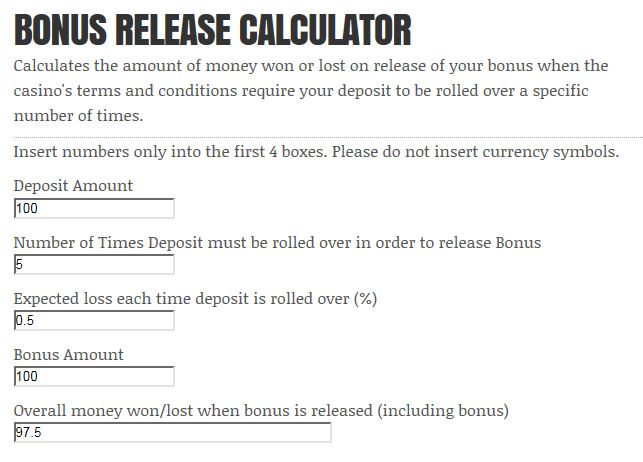 BONUS RELEASE CALCULATOR
Calculates the amount of money won or lost on release of your bonus when the
casino's terms and conditions require your deposit to be rolled over a specific
number of times.
Insert numbers only into the first 4 boxes. Please do not insert currency symbols.
Deposit Amount
100
Number of Times Deposit must be rolled over in order to release Bonus
5
Expected loss each time deposit is rolled over (%)
0.5
Bonus Amount
100
Overall money won/lost when bonus is released (including bonus)
97.5